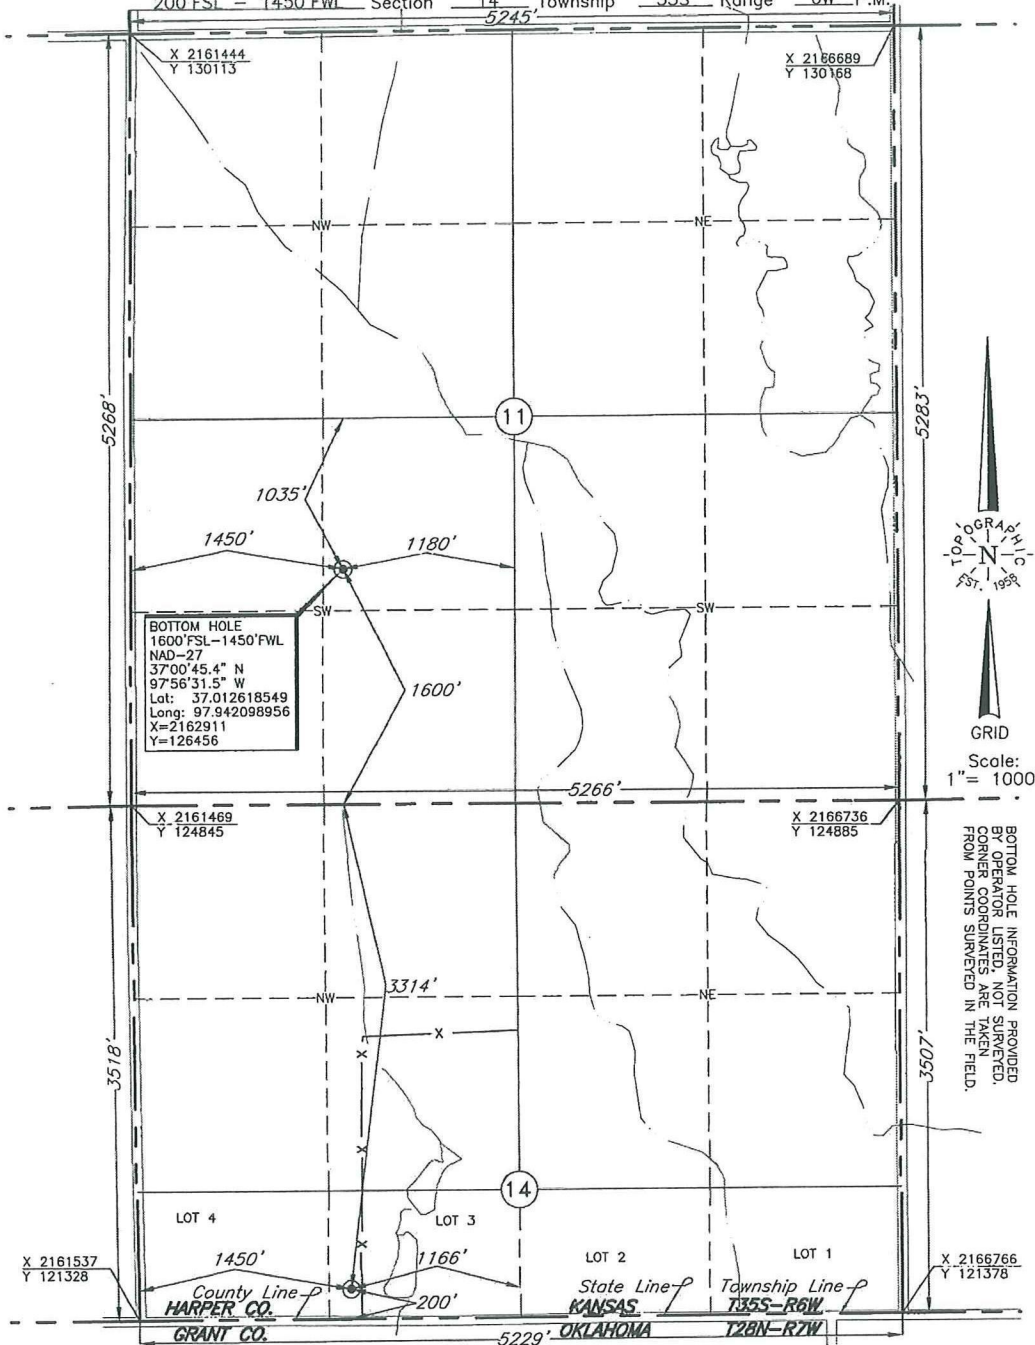 200'FSL – 1450'FWL Section 14 Township 35S Range 6W P.M.
5245'
X 2161444
Y 130113
X 2166689
Y 130168
NW
NE
5268'
11
5283'
1035'
1450'
1180'
TOPOGRAPHIC
N
EST. 1958
SW
SW
BOTTOM HOLE
1600'FSL–1450'FWL
NAD–27
37°00'45.4" N
97°56'31.5" W
Lat: 37.012618549
Long: 97.942098956
X=2162911
Y=126456
1600'
GRID
Scale:
1"= 1000
5266'
X 2161469
Y 124845
X 2166736
Y 124885
BOTTOM HOLE INFORMATION PROVIDED
BY OPERATOR LISTED, NOT SURVEYED.
CORNER COORDINATES ARE TAKEN
FROM POINTS SURVEYED IN THE FIELD.
NW
3314'
NE
X
X
3518'
3507'
X
14
LOT 4
LOT 3
X
LOT 2
LOT 1
X 2161537
Y 121328
1450'
1166'
X 2166766
Y 121378
County Line
State Line
Township Line
200'
HARPER CO.
KANSAS
T35S–R6W
GRANT CO.
5229'
OKLAHOMA
T28N–R7W